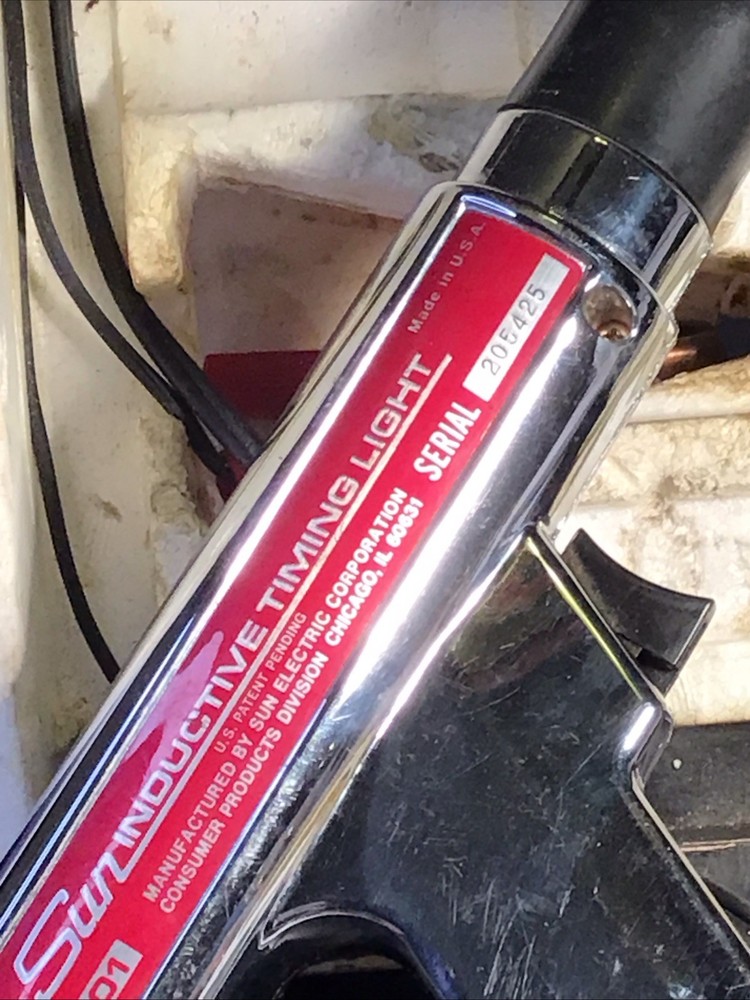 Made in U.S.A.
Sun INDUCTIVE TIMING LIGHT
U.S. PATENT PENDING
MANUFACTURED BY SUN ELECTRIC CORPORATION
CONSUMER PRODUCTS DIVISION CHICAGO, IL 60631
SERIAL 205425
01